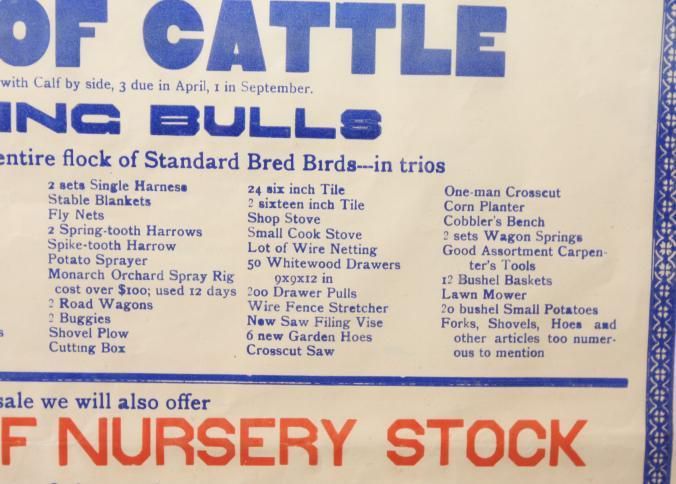 OF CATTLE
with Calf by side, 3 due in April, 1 in September.
ING BULLS
entire flock of Standard Bred Birds---in trios
2 sets Single Harness
Stable Blankets
Fly Nets
2 Spring-tooth Harrows
Spike-tooth Harrow
Potato Sprayer
Monarch Orchard Spray Rig
cost over $100; used 12 days
2 Road Wagons
2 Buggies
Shovel Plow
Cutting Box
24 six inch Tile
2 sixteen inch Tile
Shop Stove
Small Cook Stove
Lot of Wire Netting
50 Whitewood Drawers
9x9x12 in
200 Drawer Pulls
Wire Fence Stretcher
New Saw Filing Vise
6 new Garden Hoes
Crosscut Saw
One-man Crosscut
Corn Planter
Cobbler's Bench
2 sets Wagon Springs
Good Assortment Carpen-
ter's Tools
12 Bushel Baskets
Lawn Mower
20 bushel Small Potatoes
Forks, Shovels, Hoes and
other articles too numer-
ous to mention
sale we will also offer
F NURSERY STOCK